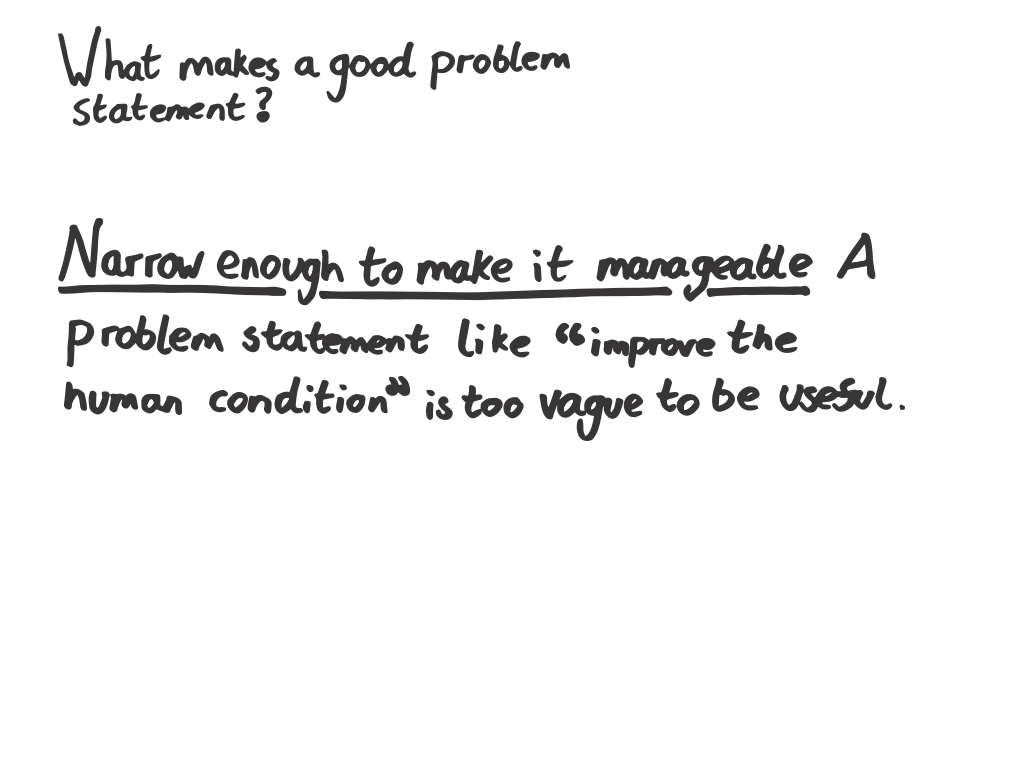 What makes a good problem
statement?
Narrow enough to make it manageable A
problem statement like “improve the
human condition” is too vague to be useful.